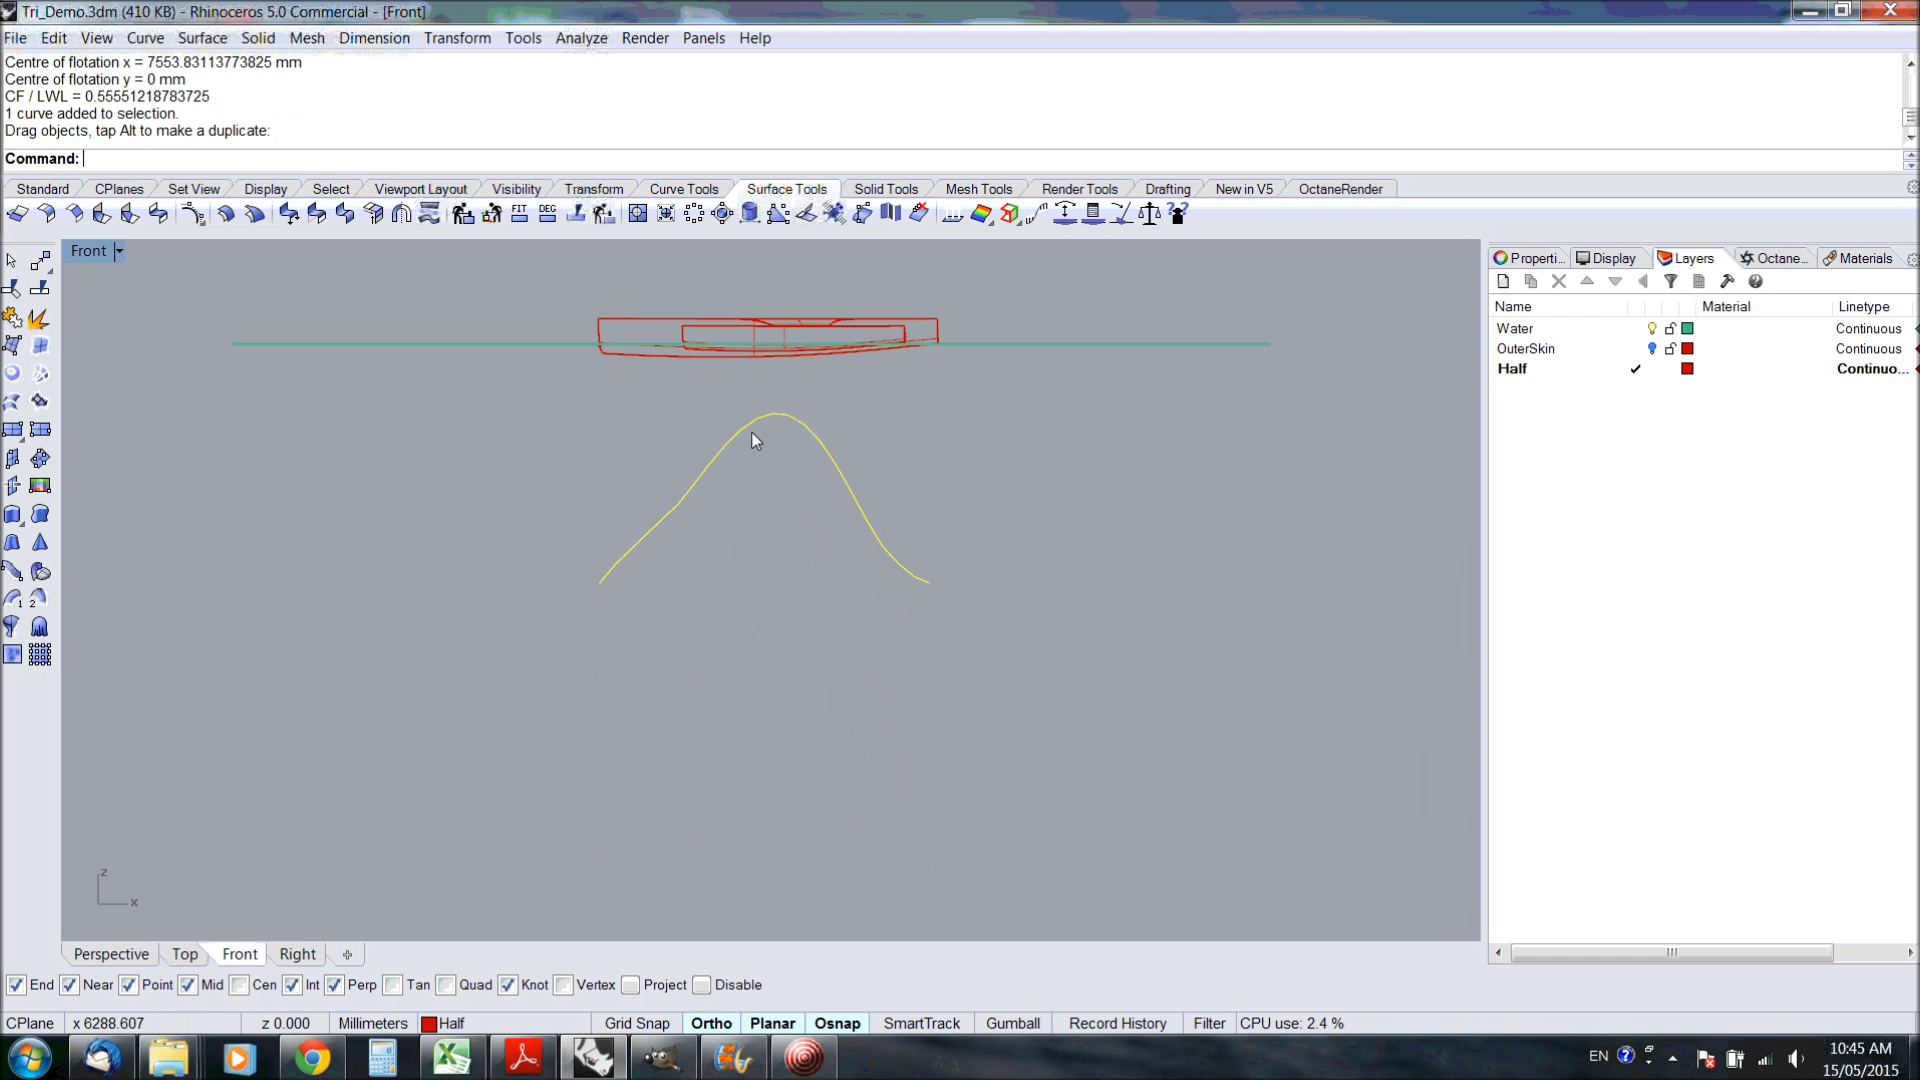 Tri_Demo.3dm (410 KB) - Rhinoceros 5.0 Commercial - [Front]
File Edit View Curve Surface Solid Mesh Dimension Transform Tools Analyze Render Panels Help
Centre of flotation x = 7553.83113773825 mm
Centre of flotation y = 0 mm
CF / LWL = 0.55551218783725
1 curve added to selection.
Drag objects, tap Alt to make a duplicate:
Command:
Standard CPlanes Set View Display Select Viewport Layout Visibility Transform Curve Tools Surface Tools Solid Tools Mesh Tools Render Tools Drafting New in V5 OctaneRender
FIT DEG
Front
Properti... Display Layers Octane... Materials
Name Material Linetype
Water Continuous
OuterSkin Continuous
Half Continuo...
1 2
z
x
Perspective Top Front Right
End Near Point Mid Cen Int Perp Tan Quad Knot Vertex Project Disable
CPlane x 6288.607 z 0.000 Millimeters Half Grid Snap Ortho Planar Osnap SmartTrack Gumball Record History Filter CPU use: 2.4 %
EN
10:45 AM
15/05/2015